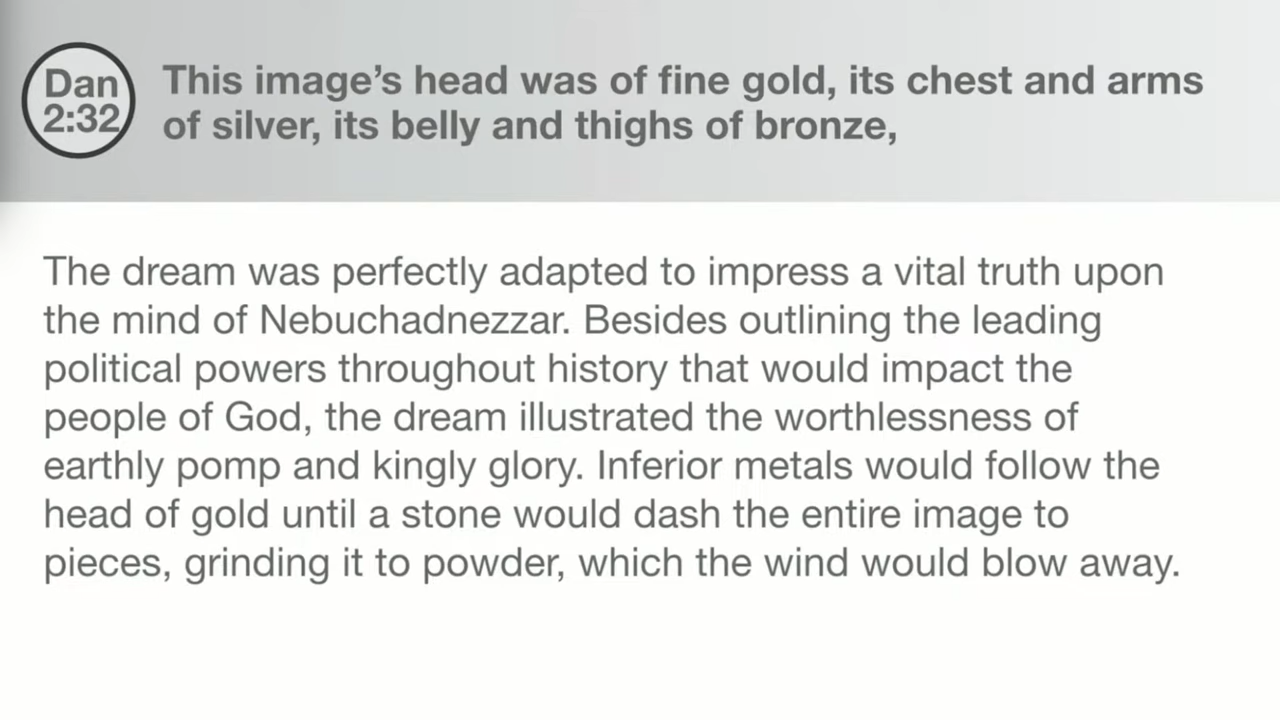 Dan
2:32
This image’s head was of fine gold, its chest and arms
of silver, its belly and thighs of bronze,
The dream was perfectly adapted to impress a vital truth upon
the mind of Nebuchadnezzar. Besides outlining the leading
political powers throughout history that would impact the
people of God, the dream illustrated the worthlessness of
earthly pomp and kingly glory. Inferior metals would follow the
head of gold until a stone would dash the entire image to
pieces, grinding it to powder, which the wind would blow away.